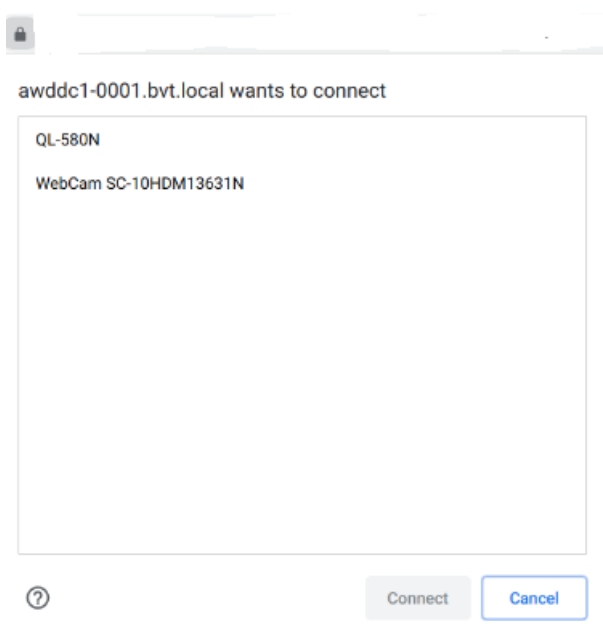 awddc1-0001.bvt.local wants to connect
QL-580N
WebCam SC-10HDM13631N
Connect
Cancel